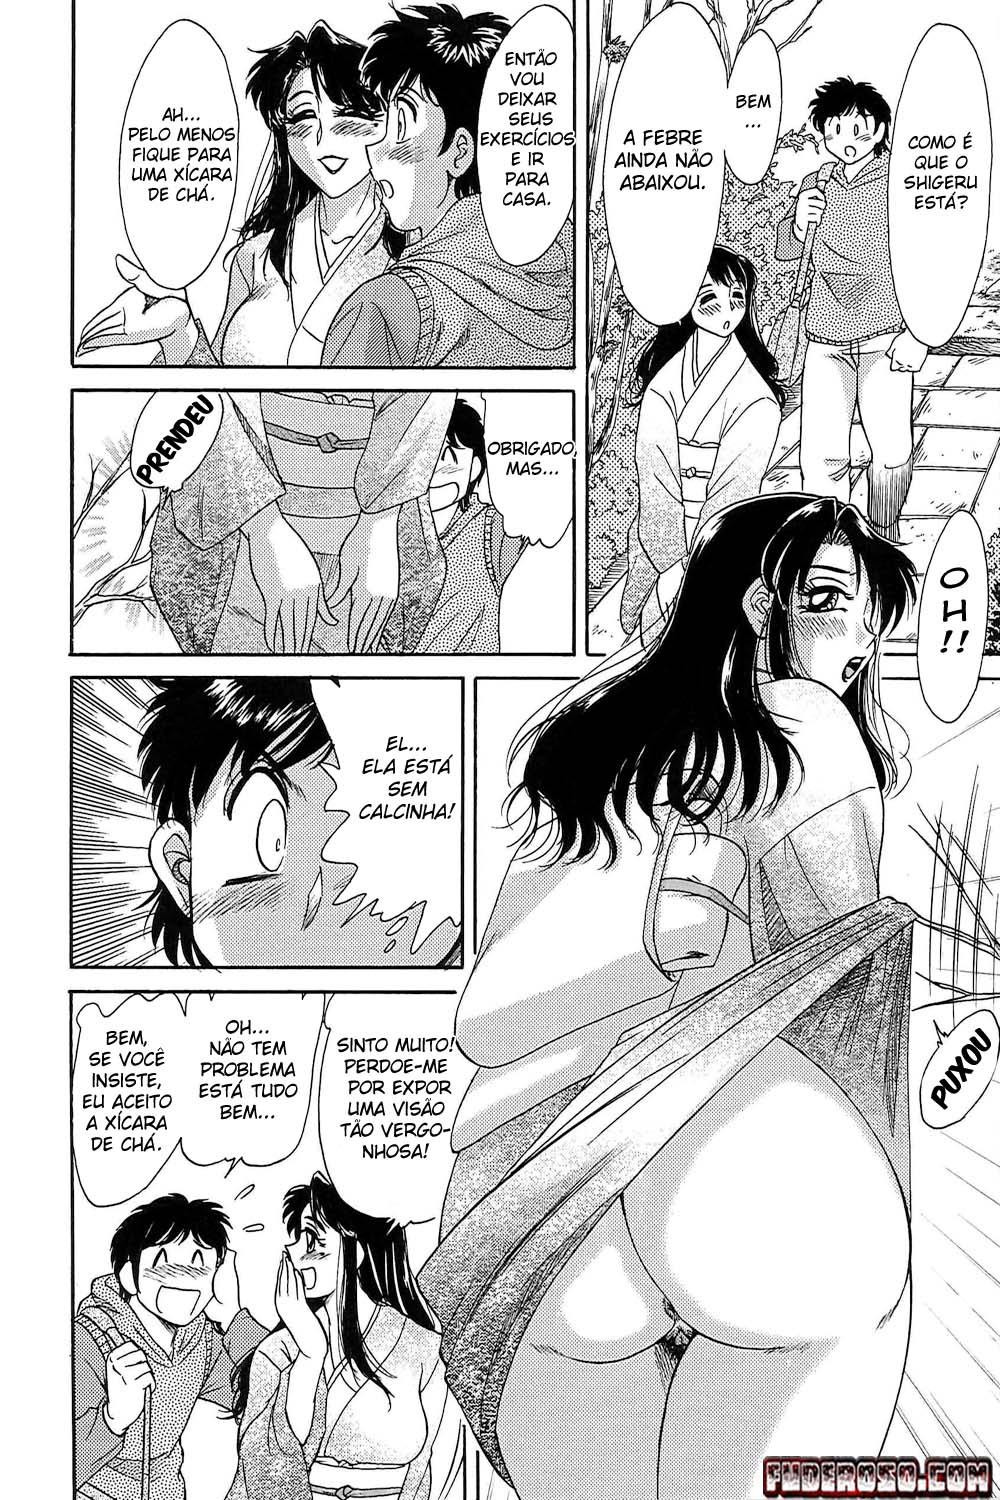 COMO É
QUE O
SHIGERU
ESTÁ?
BEM
...
A FEBRE
AINDA NÃO
ABAIXOU.
ENTÃO
VOU
DEIXAR
SEUS
EXERCÍCIOS
E IR
PARA
CASA.
AH...
PELO MENOS
FIQUE PARA
UMA XÍCARA
DE CHÁ.
OBRIGADO,
MAS...
PRENDEU
OH!!
PUXOU
EL...
ELA ESTÁ
SEM
CALCINHA!
SINTO MUITO!
PERDOE-ME
POR EXPOR
UMA VISÃO
TÃO VERGO-
NHOSA!
OH...
NÃO TEM
PROBLEMA
ESTÁ TUDO
BEM...
BEM,
SE VOCÊ
INSISTE,
EU ACEITO
A XÍCARA
DE CHÁ.
FUDEROSO.COM